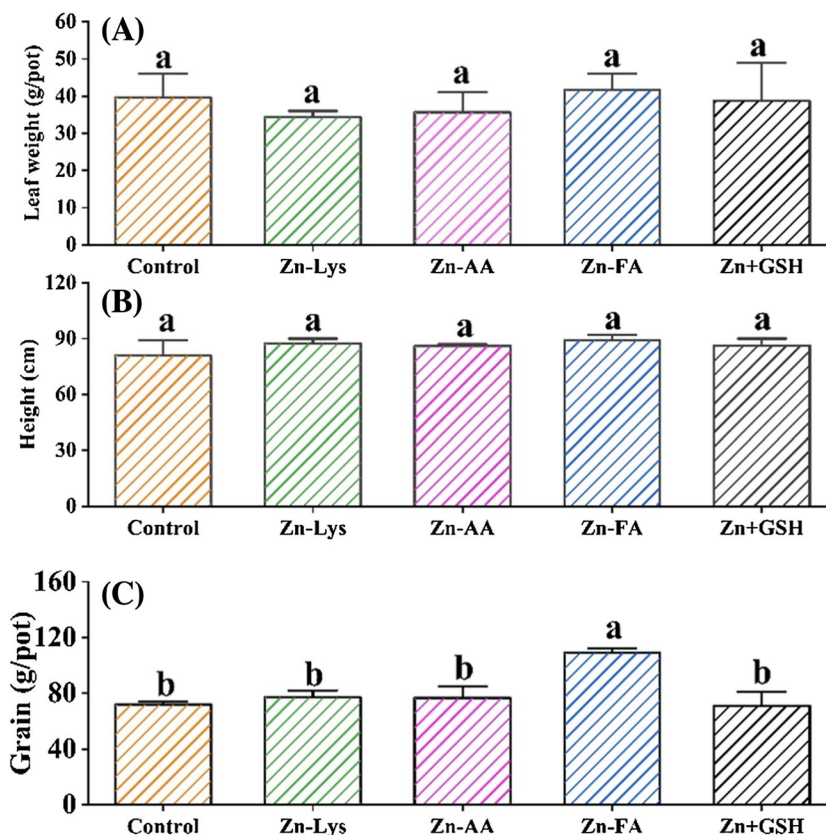 (A)
Leaf weight (g/pot)
60
50
40
30
20
10
0
a a a a a
Control Zn-Lys Zn-AA Zn-FA Zn+GSH
(B)
Height (cm)
120
90
60
30
0
a a a a a
Control Zn-Lys Zn-AA Zn-FA Zn+GSH
(C)
Grain (g/pot)
160
120
80
40
0
b b b a b
Control Zn-Lys Zn-AA Zn-FA Zn+GSH